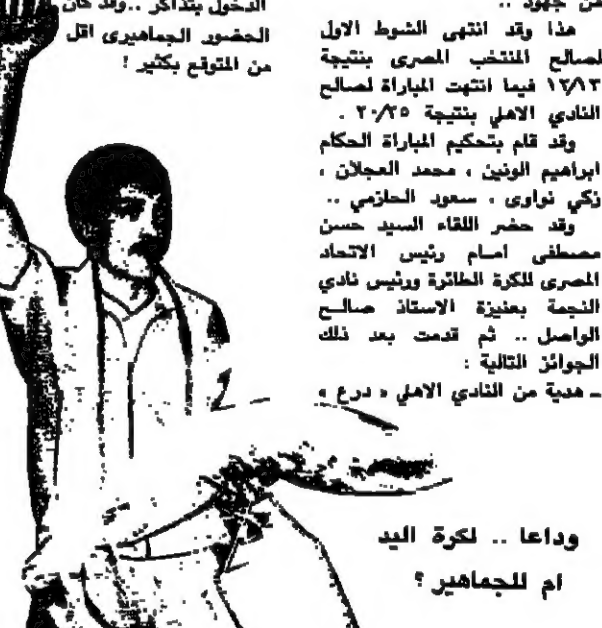 من جهود ..
هذا وقد انتهى الشوط الاول
لصالح المنتخب المصرى بنتيجة
١٢/١٣ فيما انتهت المباراة لصالح
النادي الاهلي بنتيجة ٢٠/٢٥ .
وقد قام بتحكيم المباراة الحكام
ابراهيم الونين ، محمد العجلان ،
زكي نواوى ، سعود الحازمي ..
وقد حضر اللقاء السيد حسن
مصطفى امام رئيس الاتحاد
المصرى للكرة الطائرة ورئيس نادي
النجمة بعنيزة الاستاذ صالح
الواصل .. ثم قدمت بعد ذلك
الجوائز التالية :
ـ هدية من النادي الاهلي « درع »
الدخول بتذاكر .. وقد كان
الحضور الجماهيرى اقل
من المتوقع بكثير !
وداعا .. لكرة اليد
ام للجماهير ؟